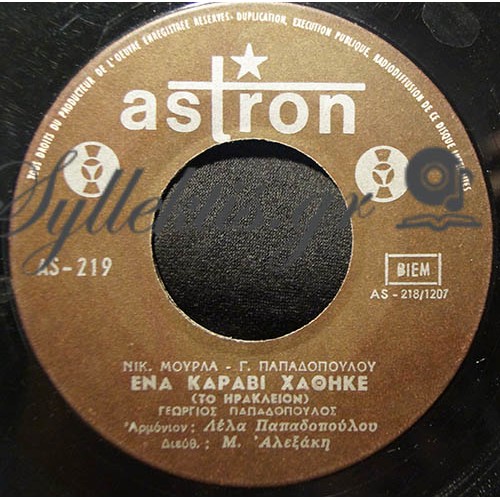 TOUS DROITS DU PRODUCTEUR DE L'OEUVRE ENREGISTREE RESERVES - DUPLICATION, EXECUTION PUBLIQUE, RADIODIFFUSION DE CE DISQUE INTERDITES
astron
Syllektis.gr
AS-219
BIEM
AS - 218/1207
ΝΙΚ. ΜΟΥΡΛΑ - Γ. ΠΑΠΑΔΟΠΟΥΛΟΥ
ΕΝΑ ΚΑΡΑΒΙ ΧΑΘΗΚΕ
(ΤΟ ΗΡΑΚΛΕΙΟΝ)
ΓΕΩΡΓΙΟΣ ΠΑΠΑΔΟΠΟΥΛΟΣ
Ἁρμόνιον: Λέλα Παπαδοπούλου
Διευθ.: Μ. Ἀλεξάκη